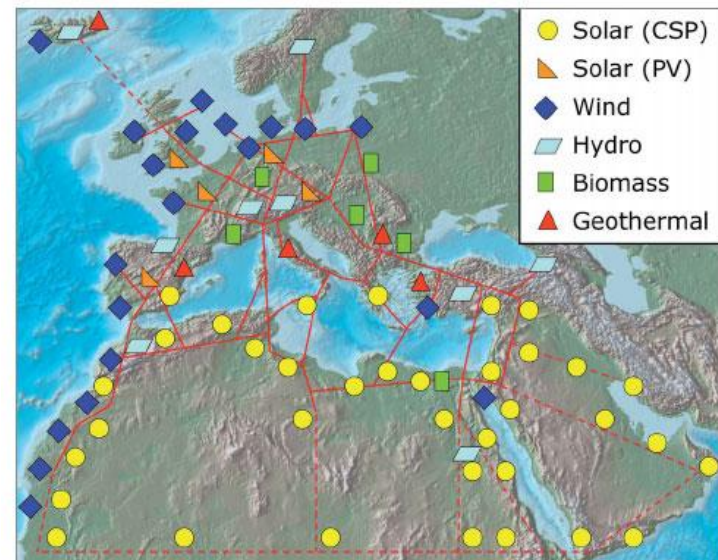 Solar (CSP)
Solar (PV)
Wind
Hydro
Biomass
Geothermal